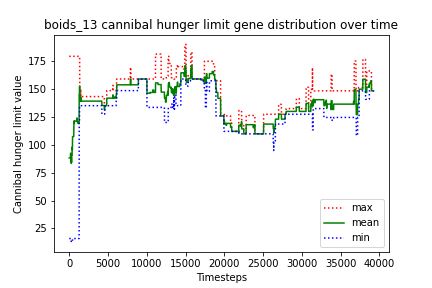 boids_13 cannibal hunger limit gene distribution over time
Cannibal hunger limit value
175
150
125
100
75
50
25
max
mean
min
0 5000 10000 15000 20000 25000 30000 35000 40000
Timesteps